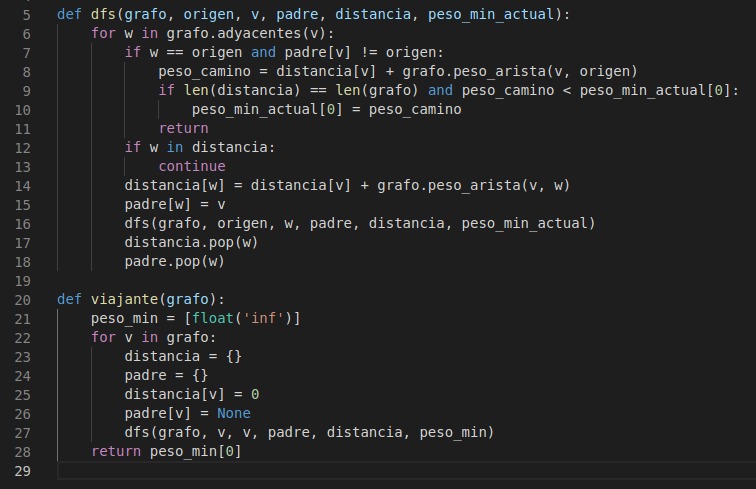 5 def dfs(grafo, origen, v, padre, distancia, peso_min_actual):
6     for w in grafo.adyacentes(v):
7         if w == origen and padre[v] != origen:
8             peso_camino = distancia[v] + grafo.peso_arista(v, origen)
9             if len(distancia) == len(grafo) and peso_camino < peso_min_actual[0]:
10                 peso_min_actual[0] = peso_camino
11             return
12         if w in distancia:
13             continue
14         distancia[w] = distancia[v] + grafo.peso_arista(v, w)
15         padre[w] = v
16         dfs(grafo, origen, w, padre, distancia, peso_min_actual)
17         distancia.pop(w)
18         padre.pop(w)
19
20 def viajante(grafo):
21     peso_min = [float('inf')]
22     for v in grafo:
23         distancia = {}
24         padre = {}
25         distancia[v] = 0
26         padre[v] = None
27         dfs(grafo, v, v, padre, distancia, peso_min)
28     return peso_min[0]
29